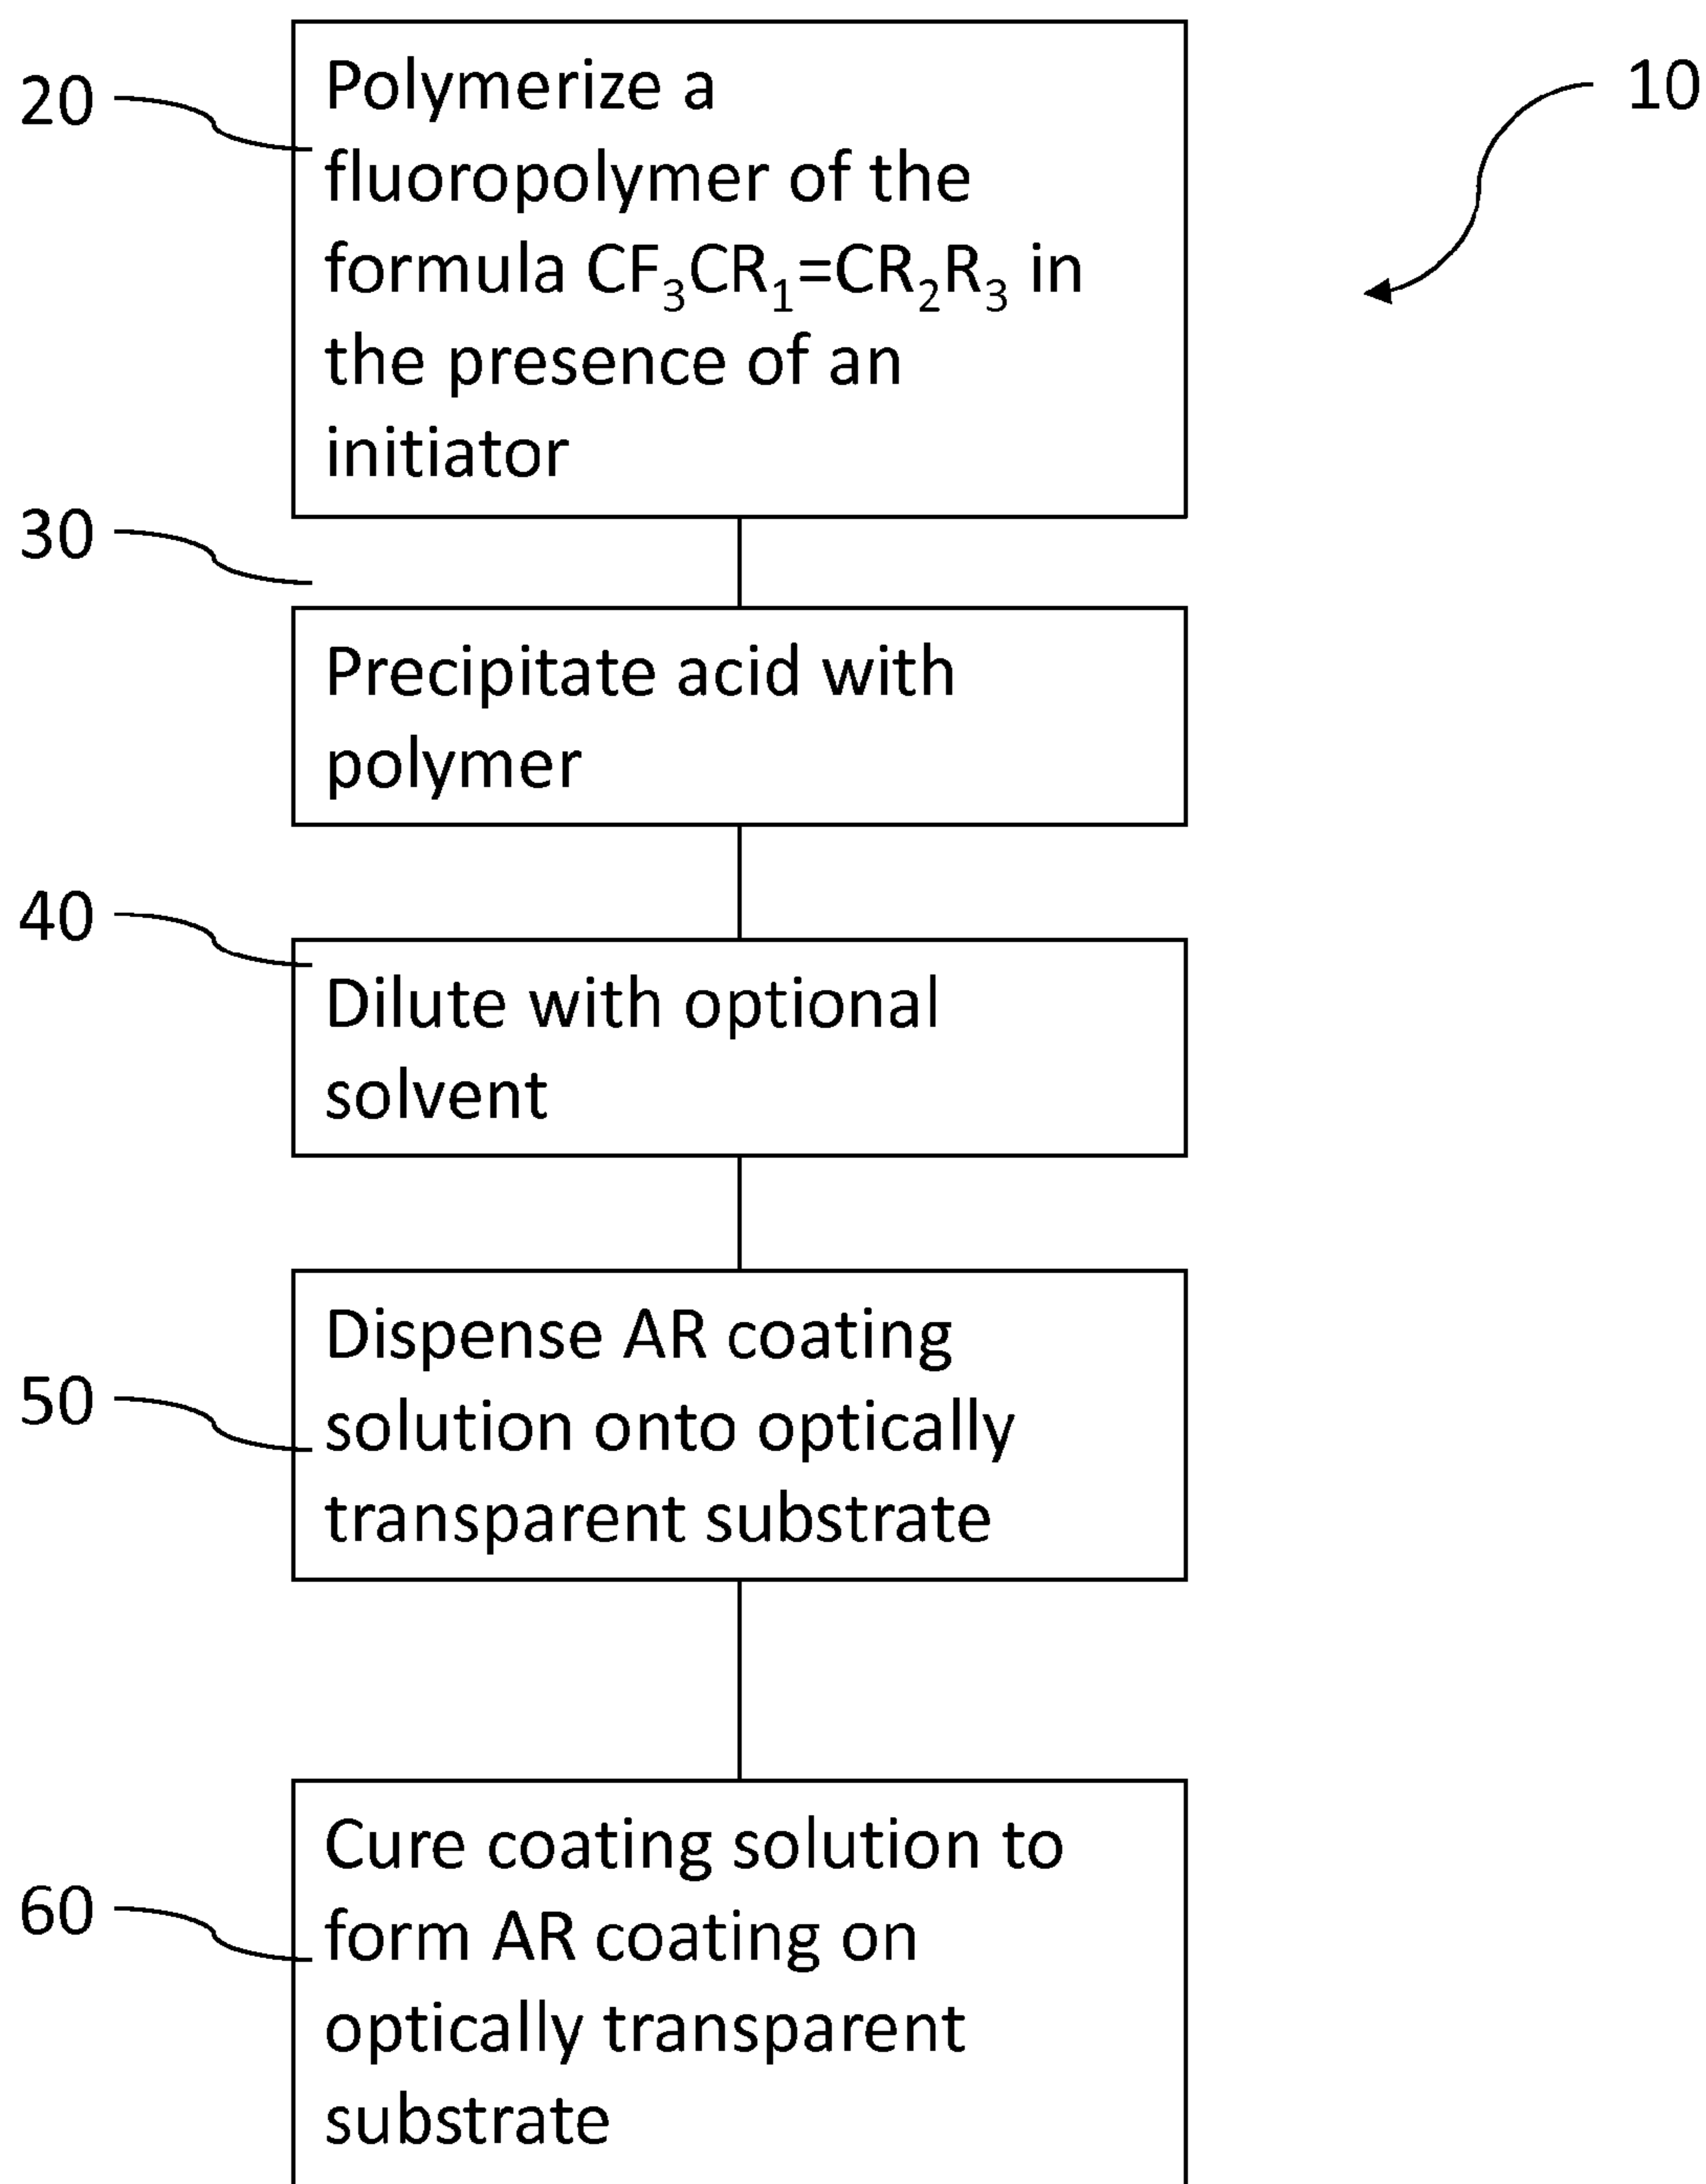 10
20
Polymerize a
fluoropolymer of the
formula CF₃CR₁=CR₂R₃ in
the presence of an
initiator
30
Precipitate acid with
polymer
40
Dilute with optional
solvent
50
Dispense AR coating
solution onto optically
transparent substrate
60
Cure coating solution to
form AR coating on
optically transparent
substrate